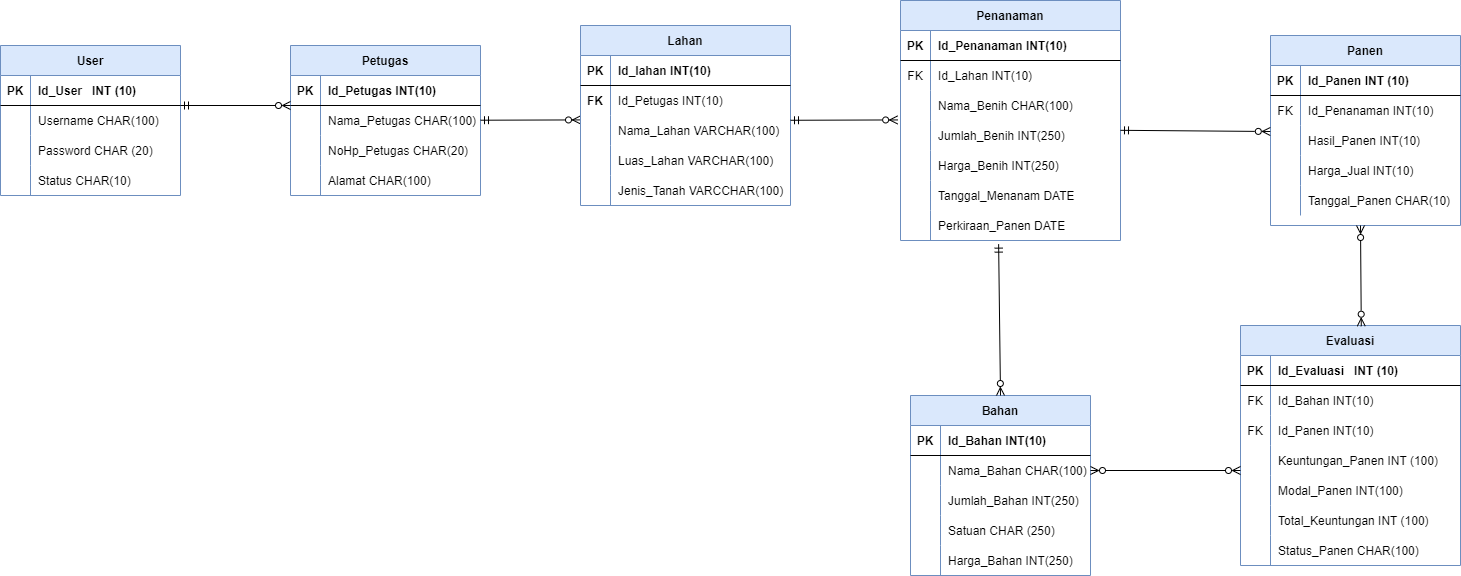 User
PK Id_User INT (10)
Username CHAR(100)
Password CHAR (20)
Status CHAR(10)
Petugas
PK Id_Petugas INT(10)
Nama_Petugas CHAR(100)
NoHp_Petugas CHAR(20)
Alamat CHAR(100)
Lahan
PK Id_lahan INT(10)
FK Id_Petugas INT(10)
Nama_Lahan VARCHAR(100)
Luas_Lahan VARCHAR(100)
Jenis_Tanah VARCCHAR(100)
Penanaman
PK Id_Penanaman INT(10)
FK Id_Lahan INT(10)
Nama_Benih CHAR(100)
Jumlah_Benih INT(250)
Harga_Benih INT(250)
Tanggal_Menanam DATE
Perkiraan_Panen DATE
Panen
PK Id_Panen INT (10)
FK Id_Penanaman INT(10)
Hasil_Panen INT(10)
Harga_Jual INT(10)
Tanggal_Panen CHAR(10)
Bahan
PK Id_Bahan INT(10)
Nama_Bahan CHAR(100)
Jumlah_Bahan INT(250)
Satuan CHAR (250)
Harga_Bahan INT(250)
Evaluasi
PK Id_Evaluasi INT (10)
FK Id_Bahan INT(10)
FK Id_Panen INT(10)
Keuntungan_Panen INT (100)
Modal_Panen INT(100)
Total_Keuntungan INT (100)
Status_Panen CHAR(100)